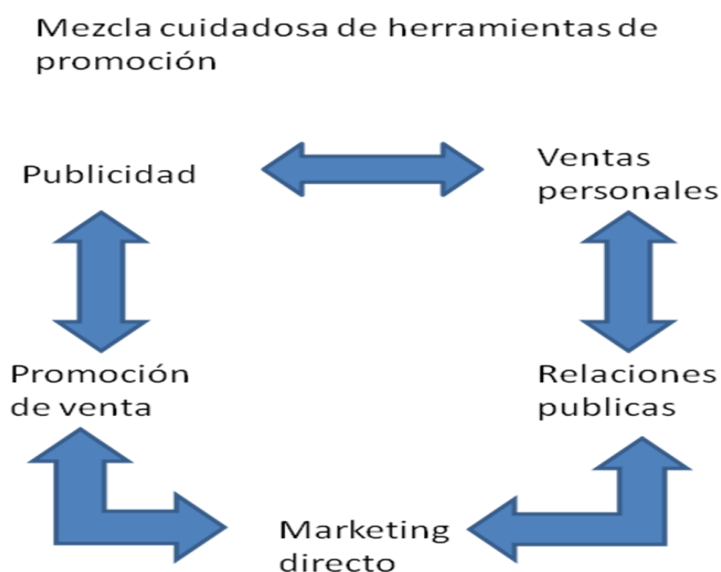 Mezcla cuidadosa de herramientas de
promoción
Publicidad
Ventas
personales
Promoción
de venta
Relaciones
publicas
Marketing
directo